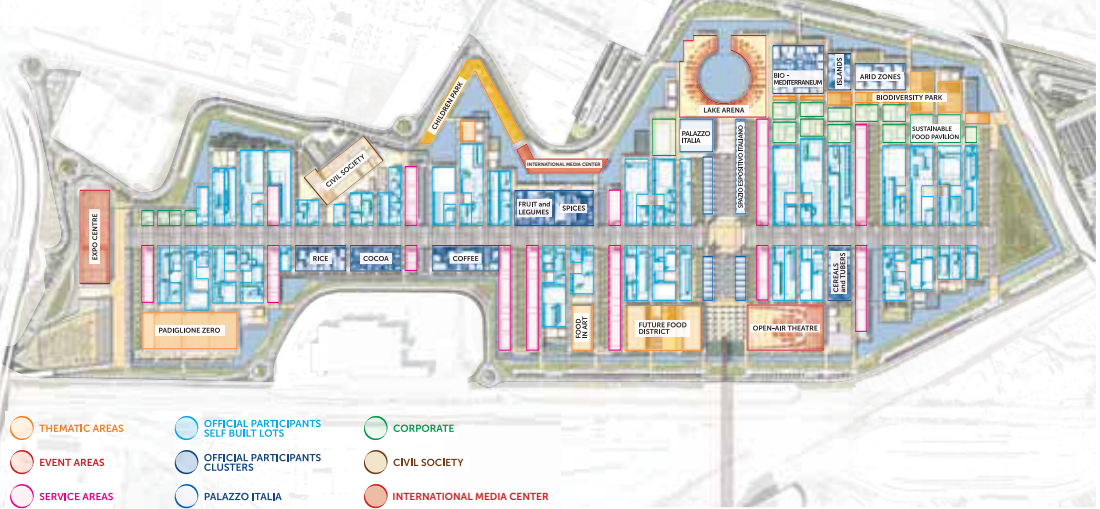 CHILDREN PARK
CIVIL SOCIETY
INTERNATIONAL MEDIA CENTER
LAKE ARENA
BIO -
MEDITERRANEUM
ISLANDS
ARID ZONES
BIODIVERSITY PARK
SUSTAINABLE
FOOD PAVILION
PALAZZO
ITALIA
SPAZIO ESPOSITIVO ITALIANO
EXPO CENTRE
FRUIT and
LEGUMES
SPICES
RICE
COCOA
COFFEE
CEREALS
and TUBERS
PADIGLIONE ZERO
FOOD
IN ART
FUTURE FOOD
DISTRICT
OPEN-AIR THEATRE
THEMATIC AREAS
EVENT AREAS
SERVICE AREAS
OFFICIAL PARTICIPANTS
SELF BUILT LOTS
OFFICIAL PARTICIPANTS
CLUSTERS
PALAZZO ITALIA
CORPORATE
CIVIL SOCIETY
INTERNATIONAL MEDIA CENTER